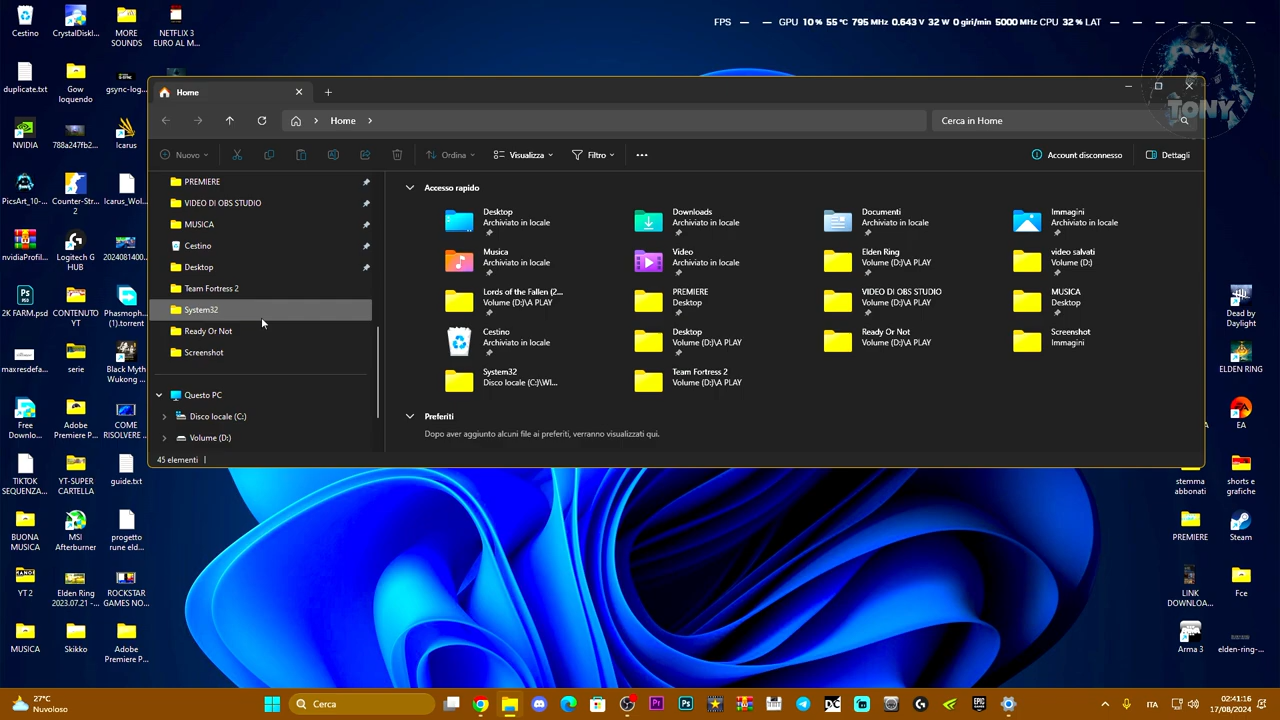 Cestino
CrystalDiskI...
MORE
SOUNDS
NETFLIX 3
EURO AL M...
FPS — — GPU 10 % 55 °C 795 MHz 0.643 V 32 W 0 giri/min 5000 MHz CPU 32 % LAT — — — — — — —
TONY
duplicate.txt
Gow
loquendo
gsync-log...
NVIDIA
788a247fb2...
Icarus
PicsArt_10-...
Counter-Str...
2
Icarus_Wol...
nvidiaProfil...
Logitech G
HUB
2024081400...
2K FARM.psd
CONTENUTO
YT
Phasmoph...
(1).torrent
maxresdefa...
serie
Black Myth
Wukong ...
Free
Downlo...
Adobe
Premiere P...
COME
RISOLVERE ...
TIKTOK
SEQUENZA...
YT-SUPER
CARTELLA
guide.txt
BUONA
MUSICA
MSI
Afterburner
progetto
rune eld...
YT 2
Elden Ring
2023.07.21 -...
ROCKSTAR
GAMES NO...
MUSICA
Skikko
Adobe
Premiere P...
Home
Home
Cerca in Home
Nuovo
Ordina
Visualizza
Filtro
Account disconnesso
Dettagli
PREMIERE
VIDEO DI OBS STUDIO
MUSICA
Cestino
Desktop
Team Fortress 2
System32
Ready Or Not
Screenshot
Questo PC
Disco locale (C:)
Volume (D:)
45 elementi
Accesso rapido
Desktop
Archiviato in locale
Downloads
Archiviato in locale
Documenti
Archiviato in locale
Immagini
Archiviato in locale
Musica
Archiviato in locale
Video
Archiviato in locale
Elden Ring
Volume (D:)\A PLAY
video salvati
Volume (D:)
Lords of the Fallen (2...
Volume (D:)\A PLAY
PREMIERE
Desktop
VIDEO DI OBS STUDIO
Volume (D:)\A PLAY
MUSICA
Desktop
Cestino
Archiviato in locale
Desktop
Volume (D:)\A PLAY
Ready Or Not
Volume (D:)\A PLAY
Screenshot
Immagini
System32
Disco locale (C:)\WI...
Team Fortress 2
Volume (D:)\A PLAY
Preferiti
Dopo aver aggiunto alcuni file ai preferiti, verranno visualizzati qui.
Dead by
Daylight
ELDEN RING
EA
stemma
abbonati
shorts e
grafiche
PREMIERE
Steam
LINK
DOWNLOA...
Fce
Arma 3
elden-ring-...
27°C
Nuvoloso
Cerca
ITA
02:41:16
17/08/2024